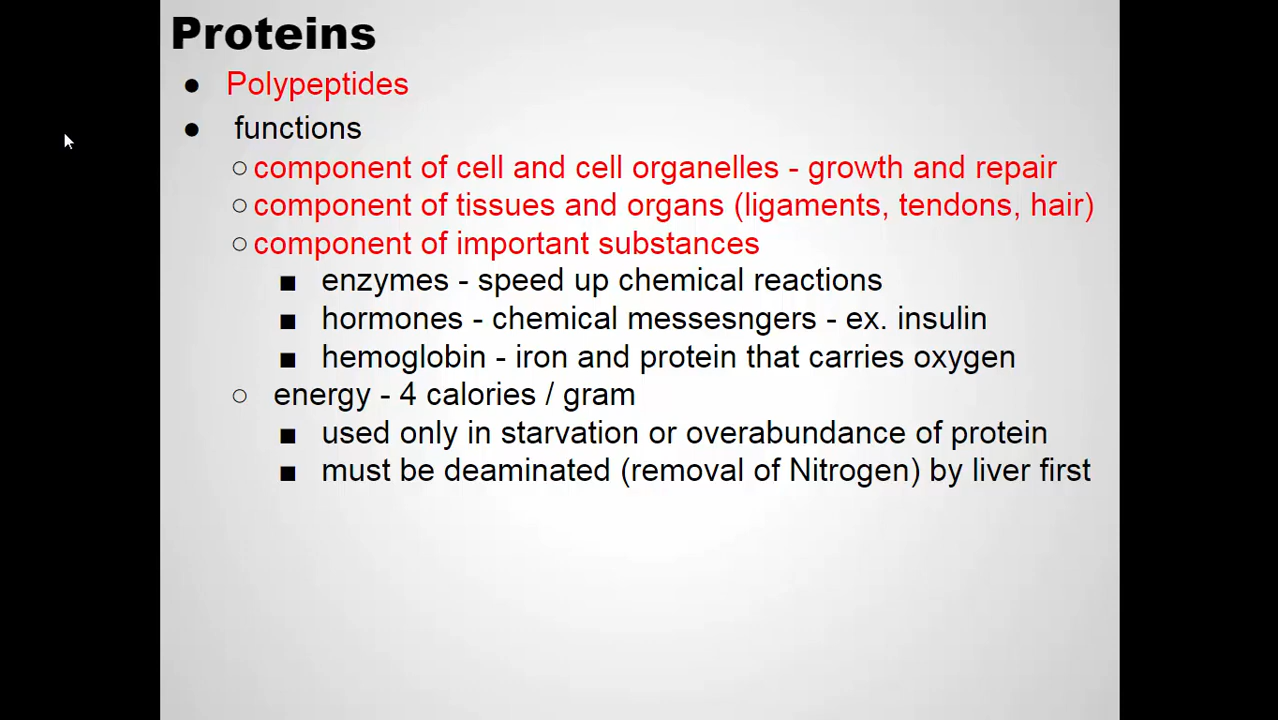 Proteins
● Polypeptides
● functions
○ component of cell and cell organelles - growth and repair
○ component of tissues and organs (ligaments, tendons, hair)
○ component of important substances
■ enzymes - speed up chemical reactions
■ hormones - chemical messesngers - ex. insulin
■ hemoglobin - iron and protein that carries oxygen
○ energy - 4 calories / gram
■ used only in starvation or overabundance of protein
■ must be deaminated (removal of Nitrogen) by liver first